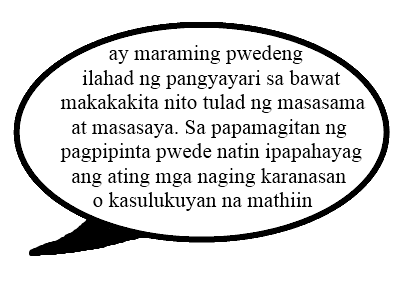 ay maraming pwedeng
ilahad ng pangyayari sa bawat
makakakita nito tulad ng masasama
at masasaya. Sa papamagitan ng
pagpipinta pwede natin ipapahayag
ang ating mga naging karanasan
o kasulukuyan na mathiin